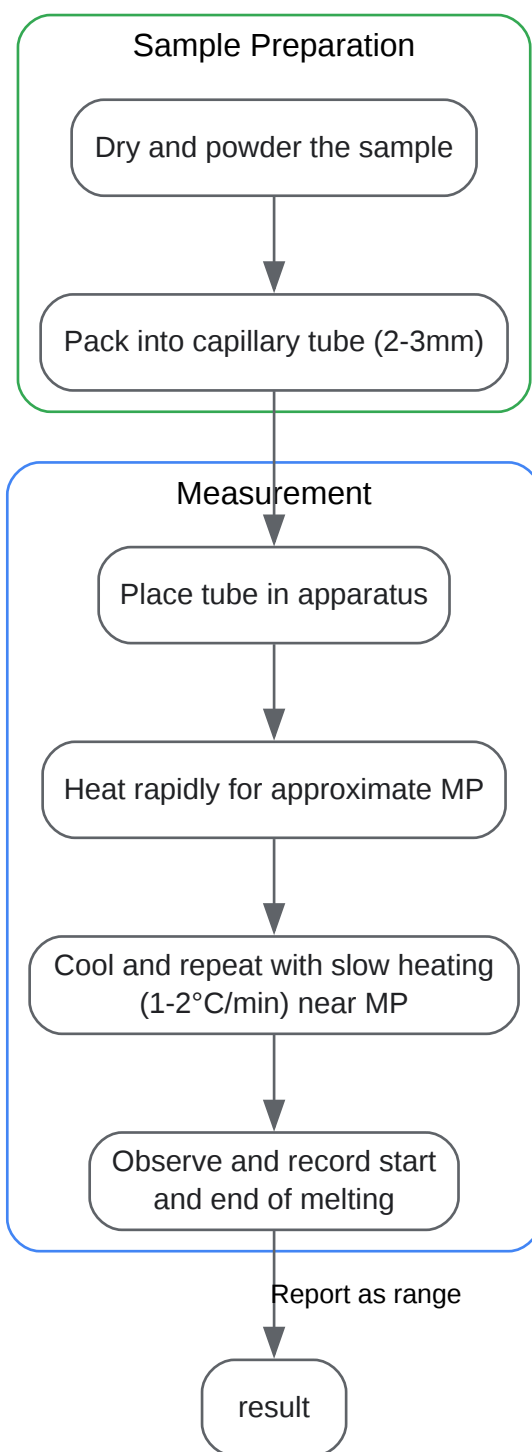 Sample Preparation
Dry and powder the sample
Pack into capillary tube (2-3mm)
Measurement
Place tube in apparatus
Heat rapidly for approximate MP
Cool and repeat with slow heating
(1-2°C/min) near MP
Observe and record start
and end of melting
Report as range
result